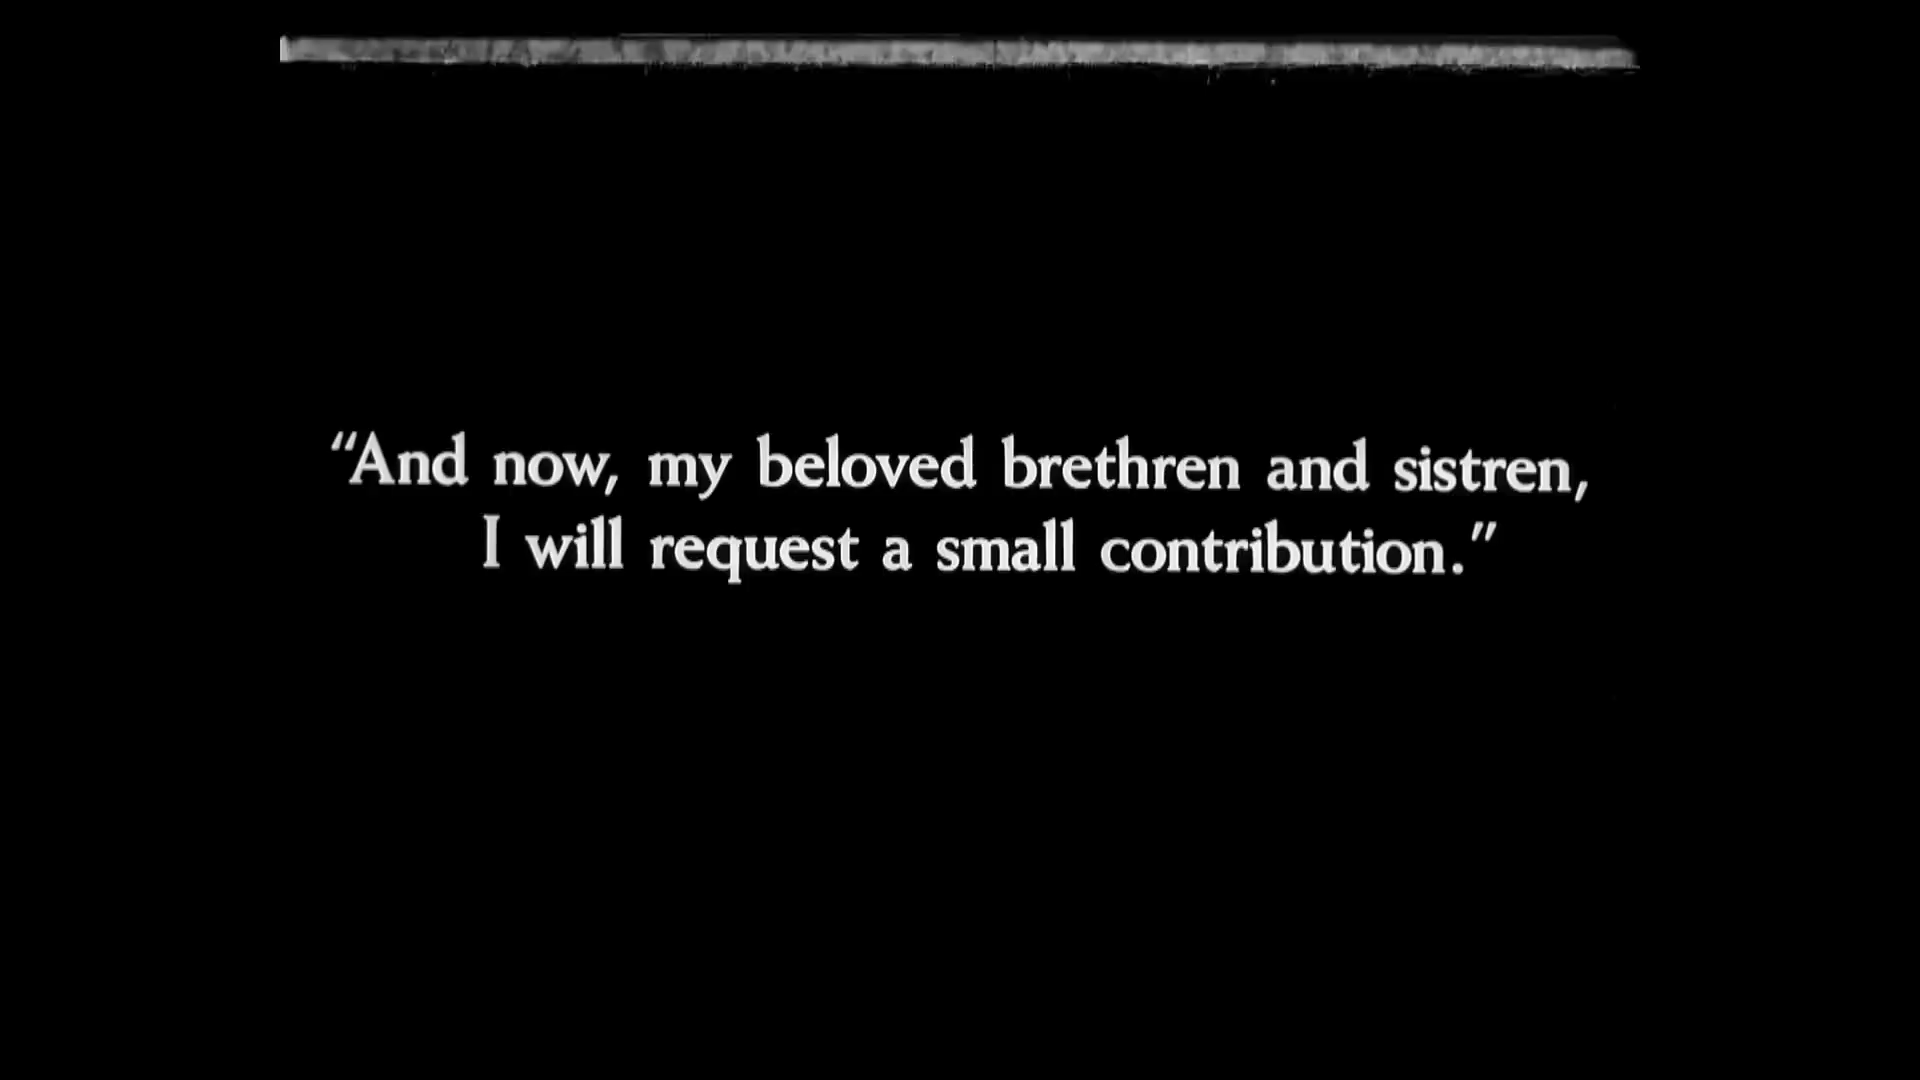 “And now, my beloved brethren and sistren,
I will request a small contribution.”